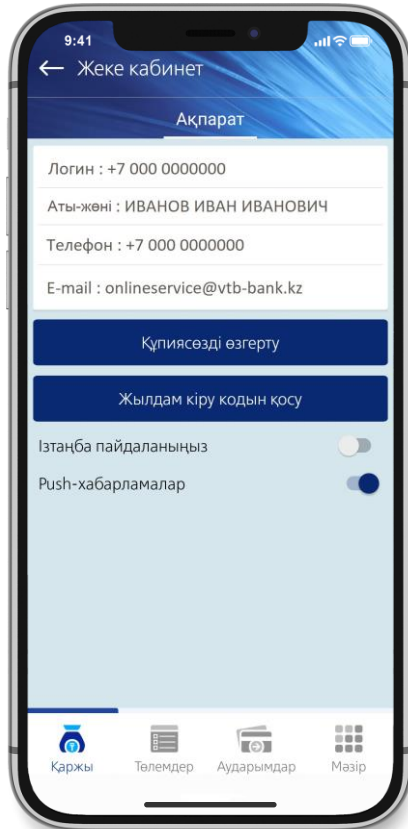 9:41
← Жеке кабинет
Ақпарат
Логин : +7 000 0000000
Аты-жөні : ИВАНОВ ИВАН ИВАНОВИЧ
Телефон : +7 000 0000000
E-mail : onlineservice@vtb-bank.kz
Құпиясөзді өзгерту
Жылдам кіру кодын қосу
Ізтаңба пайдаланыңыз
Push-хабарламалар
Қаржы Төлемдер Аударымдар Мәзір